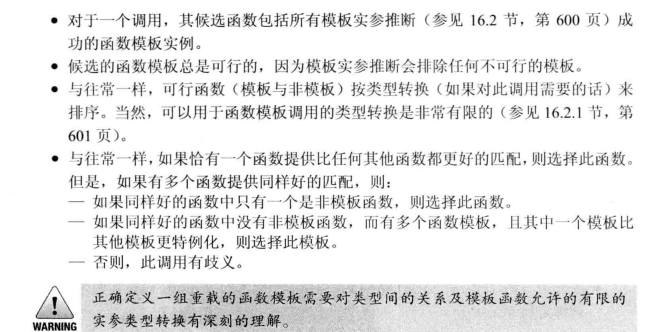 • 对于一个调用，其候选函数包括所有模板实参推断（参见 16.2 节，第 600 页）成
功的函数模板实例。
• 候选的函数模板总是可行的，因为模板实参推断会排除任何不可行的模板。
• 与往常一样，可行函数（模板与非模板）按类型转换（如果对此调用需要的话）来
排序。当然，可以用于函数模板调用的类型转换是非常有限的（参见 16.2.1 节，第
601 页）。
• 与往常一样，如果恰有一个函数提供比任何其他函数都更好的匹配，则选择此函数。
但是，如果有多个函数提供同样好的匹配，则：
— 如果同样好的函数中只有一个是非模板函数，则选择此函数。
— 如果同样好的函数中没有非模板函数，而有多个函数模板，且其中一个模板比
其他模板更特例化，则选择此模板。
— 否则，此调用有歧义。
正确定义一组重载的函数模板需要对类型间的关系及模板函数允许的有限的
实参类型转换有深刻的理解。
WARNING